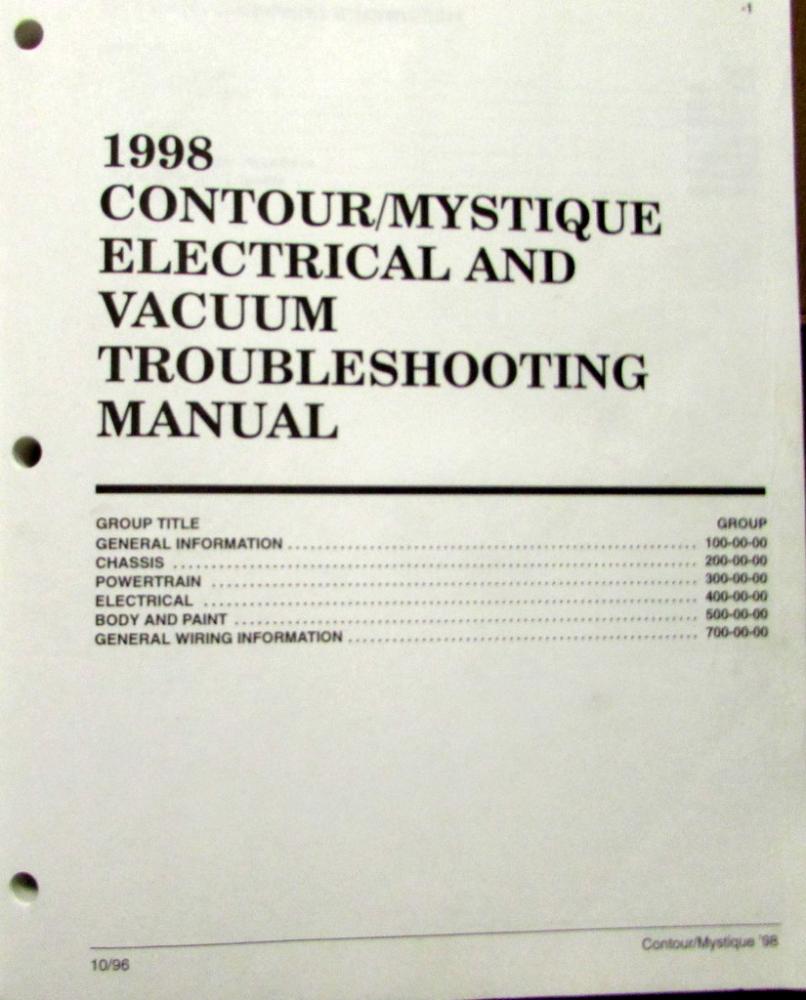 -1
1998
CONTOUR/MYSTIQUE
ELECTRICAL AND
VACUUM
TROUBLESHOOTING
MANUAL
GROUP TITLE GROUP
GENERAL INFORMATION ........................................ 100-00-00
CHASSIS ........................................ 200-00-00
POWERTRAIN ........................................ 300-00-00
ELECTRICAL ........................................ 400-00-00
BODY AND PAINT ........................................ 500-00-00
GENERAL WIRING INFORMATION ........................................ 700-00-00
Contour/Mystique '98
10/96